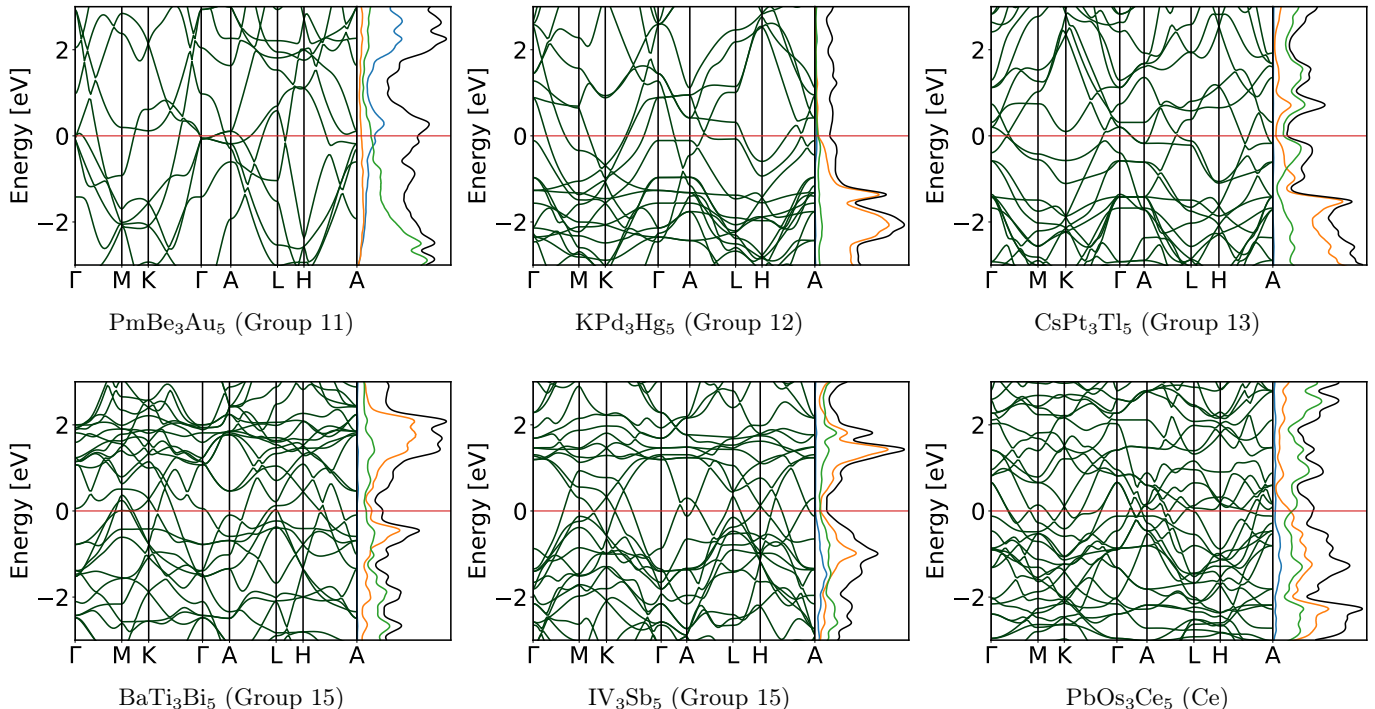 Energy [eV]
2
0
−2
Γ M K Γ A L H A
PmBe₃Au₅ (Group 11)
Energy [eV]
2
0
−2
Γ M K Γ A L H A
KPd₃Hg₅ (Group 12)
Energy [eV]
2
0
−2
Γ M K Γ A L H A
CsPt₃Tl₅ (Group 13)
Energy [eV]
2
0
−2
Γ M K Γ A L H A
BaTi₃Bi₅ (Group 15)
Energy [eV]
2
0
−2
Γ M K Γ A L H A
IV₃Sb₅ (Group 15)
Energy [eV]
2
0
−2
Γ M K Γ A L H A
PbOs₃Ce₅ (Ce)